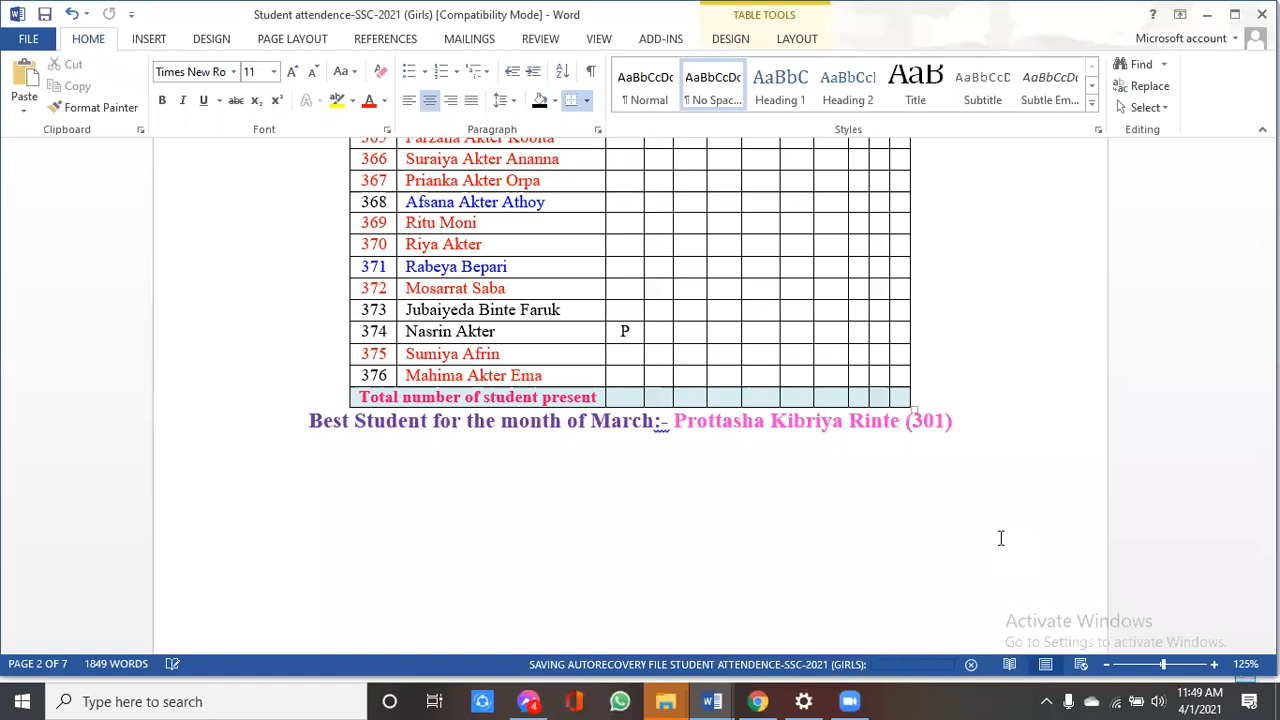 Student attendence-SSC-2021 (Girls) [Compatibility Mode] - Word
TABLE TOOLS
FILE HOME INSERT DESIGN PAGE LAYOUT REFERENCES MAILINGS REVIEW VIEW ADD-INS DESIGN LAYOUT
Microsoft account
Paste
Cut
Copy
Format Painter
Clipboard
Times New Ro 11
Font
Paragraph
AaBbCcDc AaBbCcDc AaBbC AaBbCc AaB AaBbCcD AaBbCcDc
¶ Normal ¶ No Spac... Heading 1 Heading 2 Title Subtitle Subtle Em...
Styles
Find
Replace
Select
Editing
365 Farzana Akter Kobita
366 Suraiya Akter Ananna
367 Prianka Akter Orpa
368 Afsana Akter Athoy
369 Ritu Moni
370 Riya Akter
371 Rabeya Bepari
372 Mosarrat Saba
373 Jubaiyeda Binte Faruk
374 Nasrin Akter P
375 Sumiya Afrin
376 Mahima Akter Ema
Total number of student present
Best Student for the month of March:- Prottasha Kibriya Rinte (301)
Activate Windows
Go to Settings to activate Windows.
PAGE 2 OF 7 1849 WORDS SAVING AUTORECOVERY FILE STUDENT ATTENDENCE-SSC-2021 (GIRLS): 125%
Type here to search
4
11:49 AM
4/1/2021